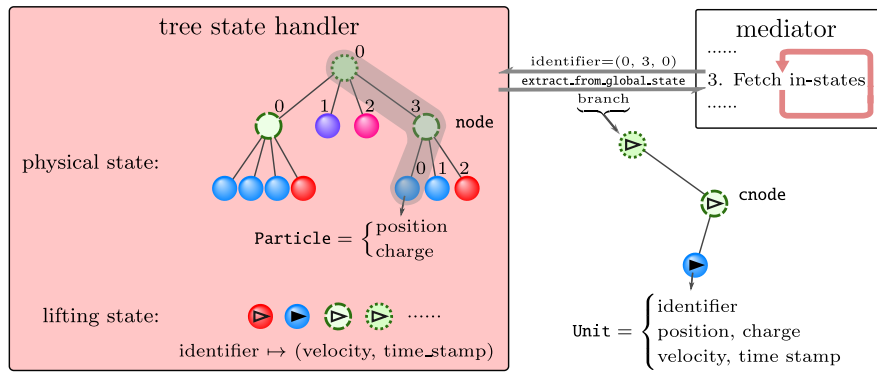 tree state handler
0
0
1
2
3
node
physical state:
0
1
2
Particle = { position
charge
lifting state:
......
identifier ↦ (velocity, time_stamp)
identifier=(0, 3, 0)
extract_from_global_state
branch
mediator
......
3. Fetch in-states
......
cnode
Unit = { identifier
position, charge
velocity, time stamp